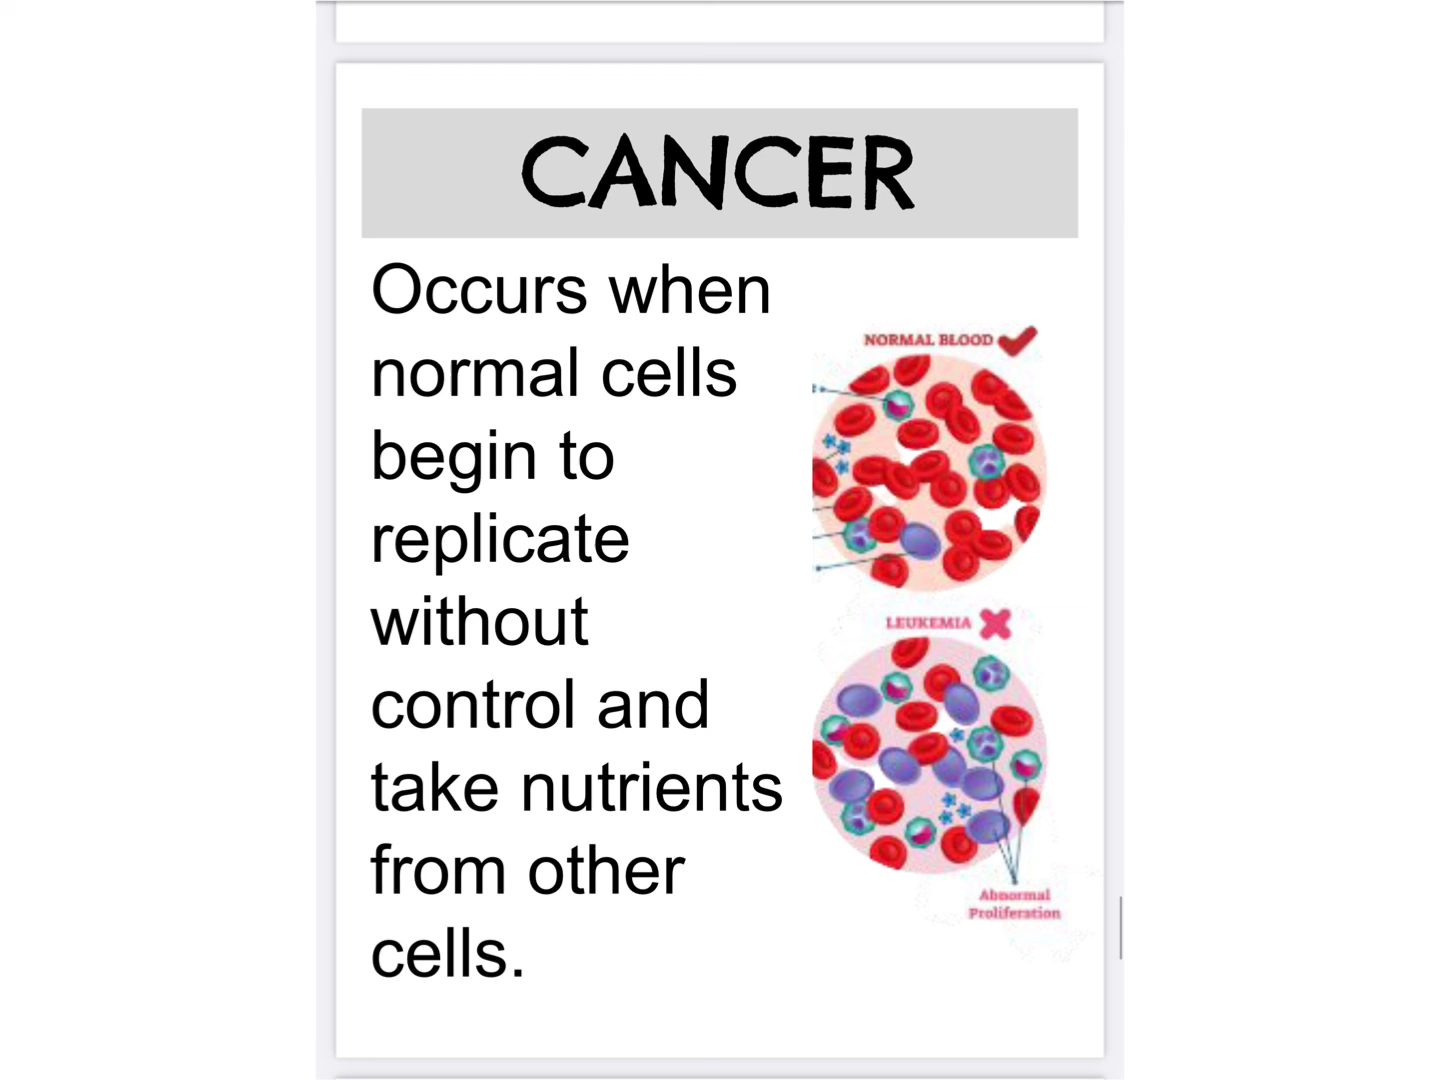 CANCER
Occurs when
normal cells
begin to
replicate
without
control and
take nutrients
from other
cells.
NORMAL BLOOD
LEUKEMIA
Abnormal
Proliferation